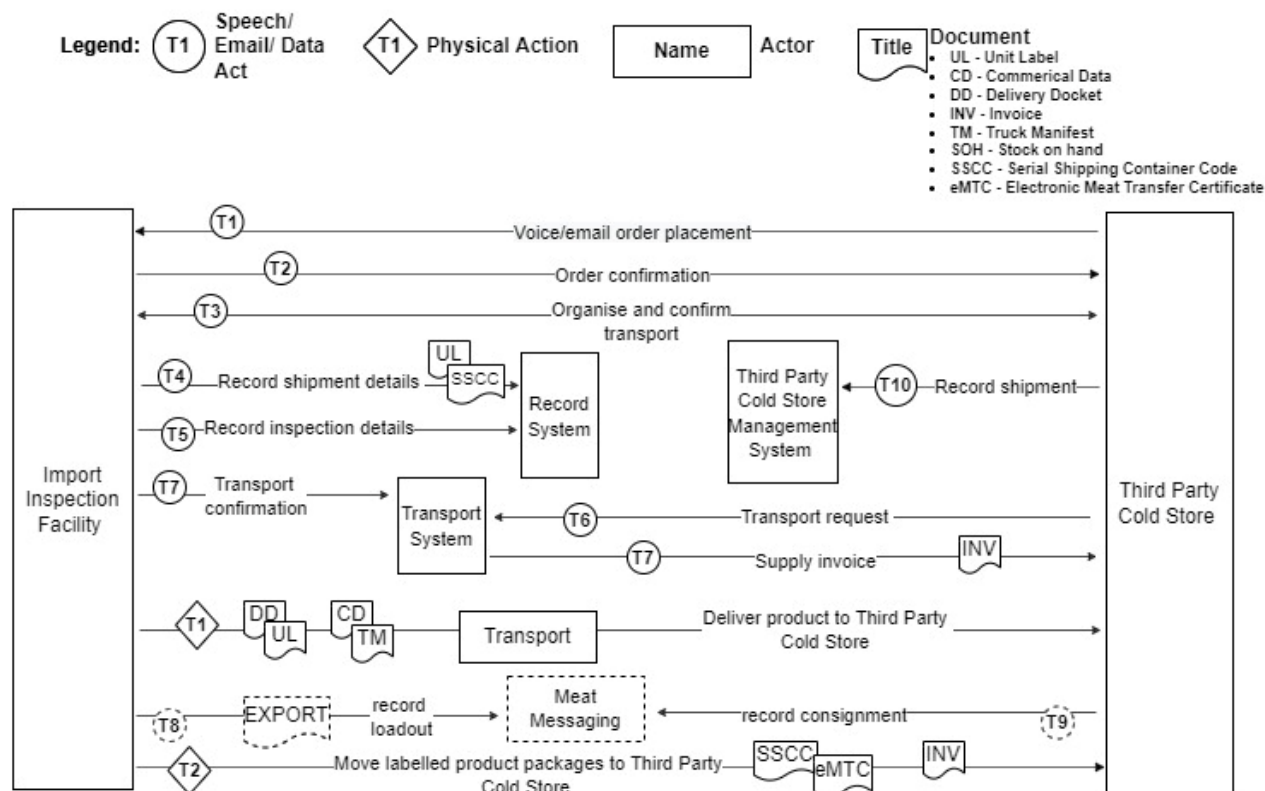 Legend:
T1
Speech/
Email/ Data
Act
T1
Physical Action
Name
Actor
Title
Document
• UL - Unit Label
• CD - Commerical Data
• DD - Delivery Docket
• INV - Invoice
• TM - Truck Manifest
• SOH - Stock on hand
• SSCC - Serial Shipping Container Code
• eMTC - Electronic Meat Transfer Certificate
T1
Voice/email order placement
T2
Order confirmation
T3
Organise and confirm
transport
T4
Record shipment details
UL
SSCC
Record
System
Third Party
Cold Store
Management
System
T10
Record shipment
T5
Record inspection details
Import
Inspection
Facility
Third Party
Cold Store
T7
Transport
confirmation
Transport
System
T6
Transport request
T7
Supply invoice
INV
T1
DD
UL
CD
TM
Transport
Deliver product to Third Party
Cold Store
T8
EXPORT
record
loadout
Meat
Messaging
record consignment
T9
T2
Move labelled product packages to Third Party
Cold Store
SSCC
eMTC
INV